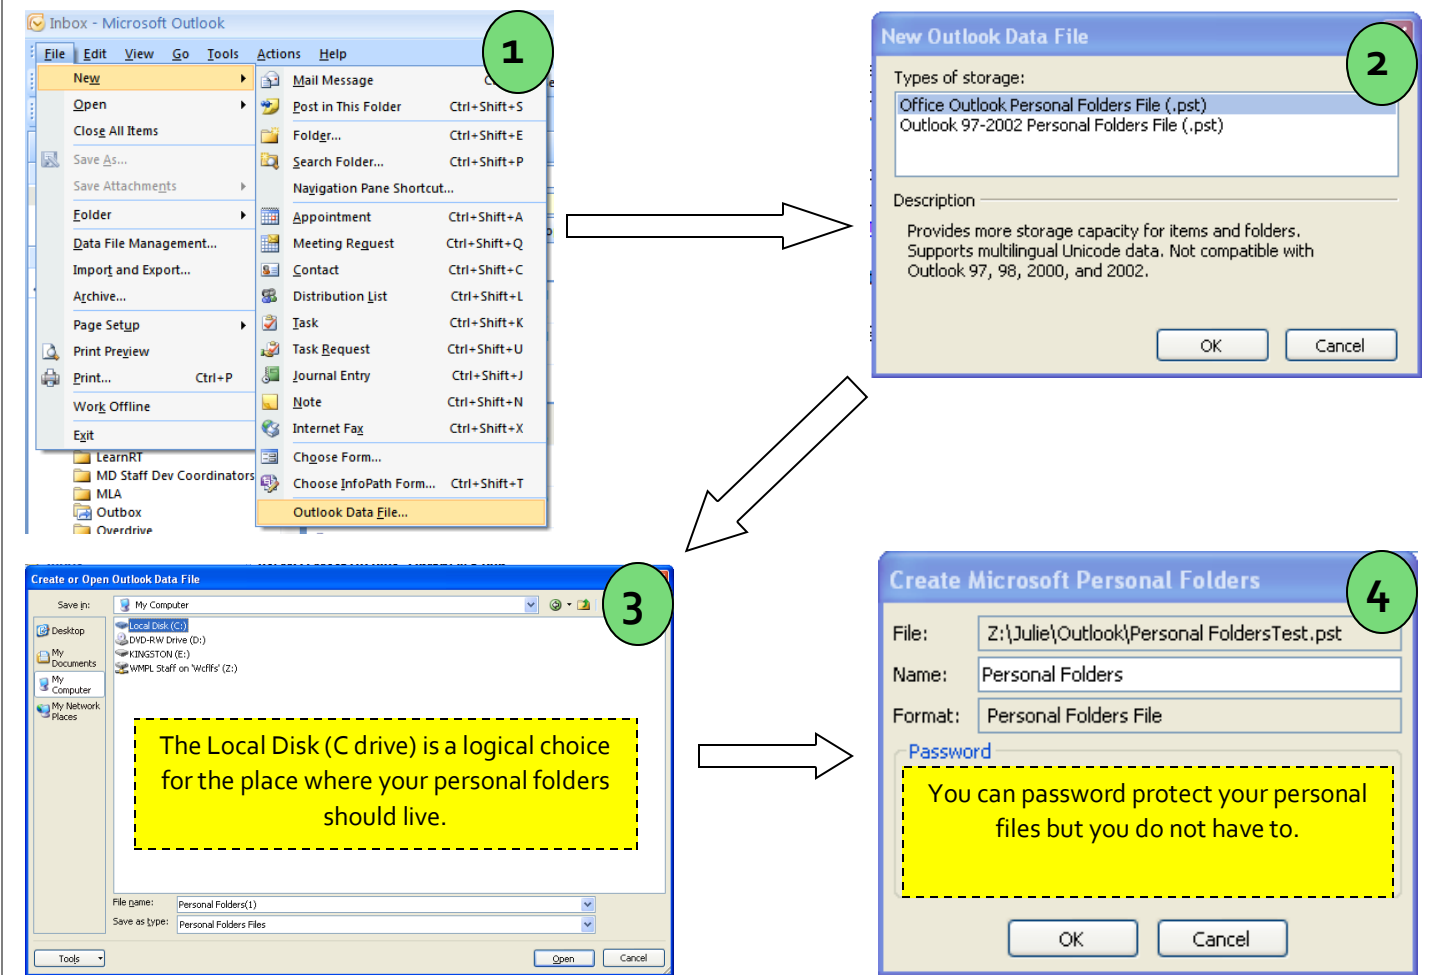 Inbox - Microsoft Outlook
1
File Edit View Go Tools Actions Help
New
Open
Close All Items
Save As...
Save Attachments
Folder
Data File Management...
Import and Export...
Archive...
Page Setup
Print Preview
Print... Ctrl+P
Work Offline
Exit
Mail Message
Post in This Folder Ctrl+Shift+S
Folder... Ctrl+Shift+E
Search Folder... Ctrl+Shift+P
Navigation Pane Shortcut...
Appointment Ctrl+Shift+A
Meeting Request Ctrl+Shift+Q
Contact Ctrl+Shift+C
Distribution List Ctrl+Shift+L
Task Ctrl+Shift+K
Task Request Ctrl+Shift+U
Journal Entry Ctrl+Shift+J
Note Ctrl+Shift+N
Internet Fax Ctrl+Shift+X
Choose Form...
Choose InfoPath Form... Ctrl+Shift+T
Outlook Data File...
LearnRT
MD Staff Dev Coordinators
MLA
Outbox
Overdrive
New Outlook Data File
2
Types of storage:
Office Outlook Personal Folders File (.pst)
Outlook 97-2002 Personal Folders File (.pst)
Description
Provides more storage capacity for items and folders.
Supports multilingual Unicode data. Not compatible with
Outlook 97, 98, 2000, and 2002.
OK Cancel
Create or Open Outlook Data File
3
Save in: My Computer
Desktop
My Documents
My Computer
My Network Places
Local Disk (C:)
DVD-RW Drive (D:)
KINGSTON (E:)
WMPL Staff on 'Wcflfs' (Z:)
The Local Disk (C drive) is a logical choice
for the place where your personal folders
should live.
File name: Personal Folders(1)
Save as type: Personal Folders Files
Tools Open Cancel
Create Microsoft Personal Folders
4
File: Z:\Julie\Outlook\Personal FoldersTest.pst
Name: Personal Folders
Format: Personal Folders File
Password
You can password protect your personal
files but you do not have to.
OK Cancel